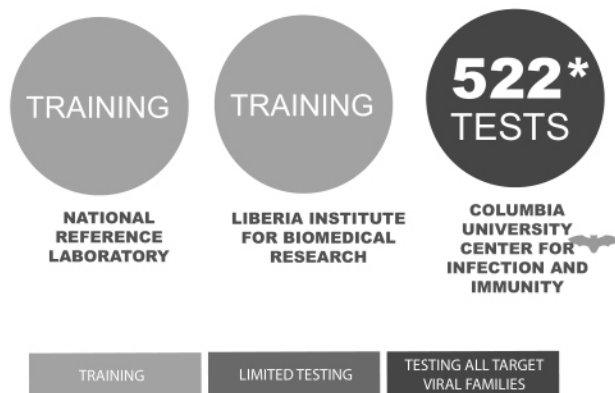 TRAINING
TRAINING
522*
TESTS
NATIONAL
REFERENCE
LABORATORY
LIBERIA INSTITUTE
FOR BIOMEDICAL
RESEARCH
COLUMBIA
UNIVERSITY
CENTER FOR
INFECTION AND
IMMUNITY
TRAINING
LIMITED TESTING
TESTING ALL TARGET
VIRAL FAMILIES